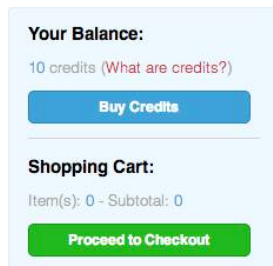 Your Balance:
10 credits (What are credits?)
Buy Credits
Shopping Cart:
Item(s): 0 - Subtotal: 0
Proceed to Checkout